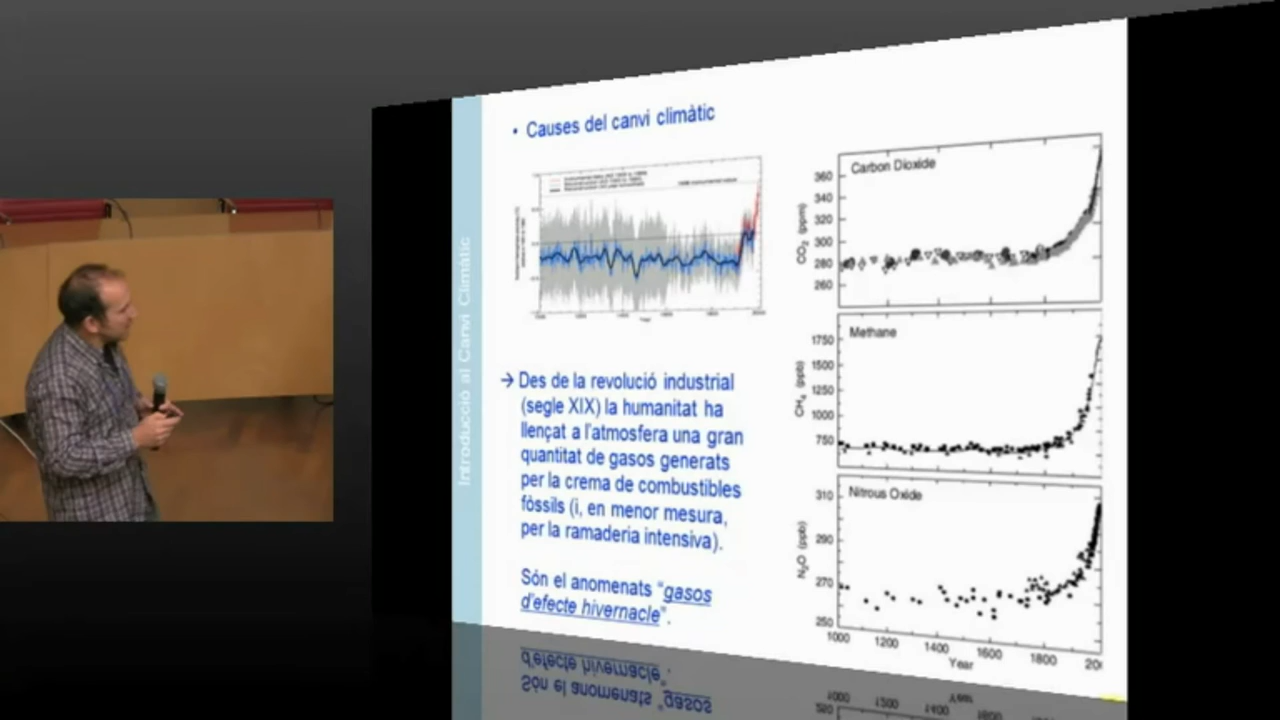 Introducció al Canvi Climàtic
• Causes del canvi climàtic
Year
→ Des de la revolució industrial
(segle XIX) la humanitat ha
llençat a l'atmosfera una gran
quantitat de gasos generats
per la crema de combustibles
fòssils (i, en menor mesura,
per la ramaderia intensiva).
Són el anomenats "gasos
d'efecte hivernacle".
Carbon Dioxide
CO2 (ppm)
360
340
320
300
280
260
Methane
CH4 (ppb)
1750
1500
1250
1000
750
Nitrous Oxide
N2O (ppb)
310
290
270
250
1000 1200 1400 1600 1800 200
Year